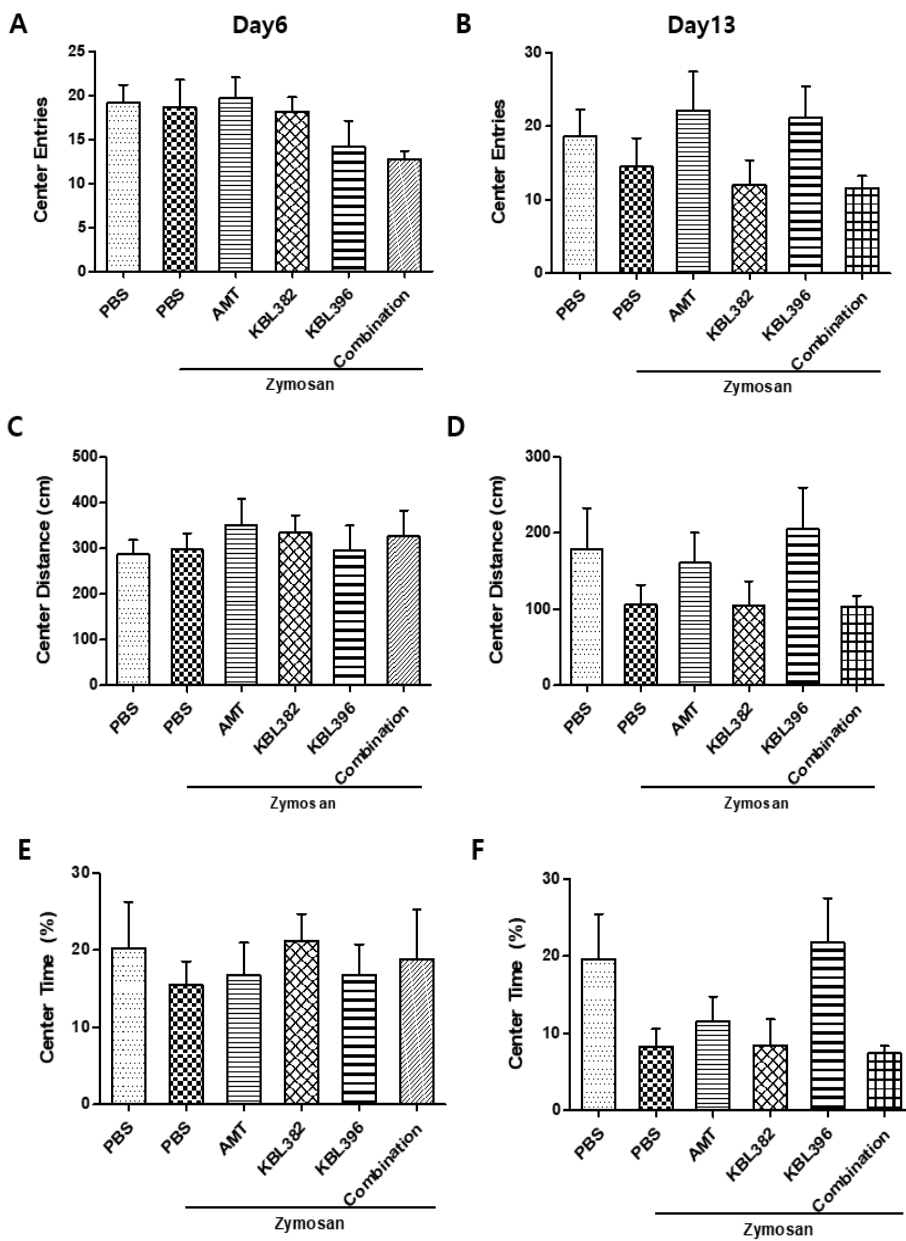 A
Day6
B
Day13
25
20
15
10
5
0
Center Entries
PBS
PBS
AMT
KBL382
KBL396
Combination
Zymosan
30
20
10
0
Center Entries
PBS
PBS
AMT
KBL382
KBL396
Combination
Zymosan
C
500
400
300
200
100
0
Center Distance (cm)
PBS
PBS
AMT
KBL382
KBL396
Combination
Zymosan
D
300
200
100
0
Center Distance (cm)
PBS
PBS
AMT
KBL382
KBL396
Combination
Zymosan
E
30
20
10
0
Center Time (%)
PBS
PBS
AMT
KBL382
KBL396
Combination
Zymosan
F
30
20
10
0
Center Time (%)
PBS
PBS
AMT
KBL382
KBL396
Combination
Zymosan